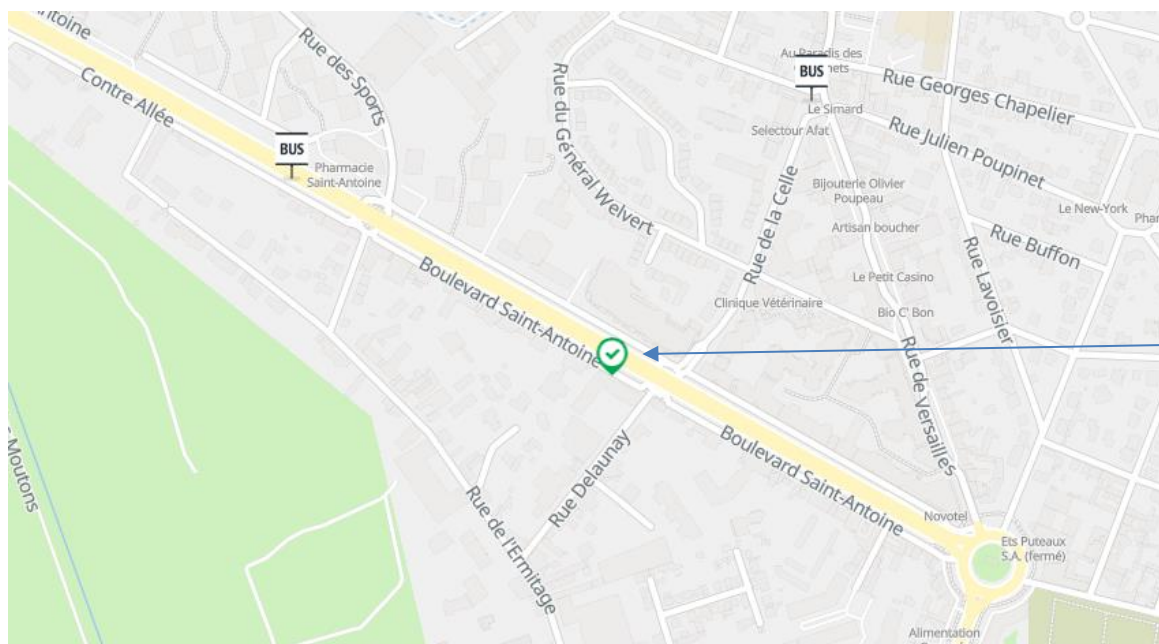 Antoine
Contre Allée
Rue des Sports
BUS
Pharmacie
Saint-Antoine
Boulevard Saint-Antoine
Rue du Général Welvert
Au Paradis des
nets
BUS
Le Simard
Selectour Afat
Rue Georges Chapelier
Rue Julien Poupinet
Rue de la Celle
Bijouterie Olivier
Poupeau
Artisan boucher
Le New-York
Phar
Rue Buffon
Rue Lavoisier
Le Petit Casino
Clinique Vétérinaire
Bio C' Bon
Rue de Versailles
Boulevard Saint-Antoine
Rue Delaunay
Rue de l'Ermitage
Moutons
Novotel
Ets Puteaux
S.A. (fermé)
Alimentation